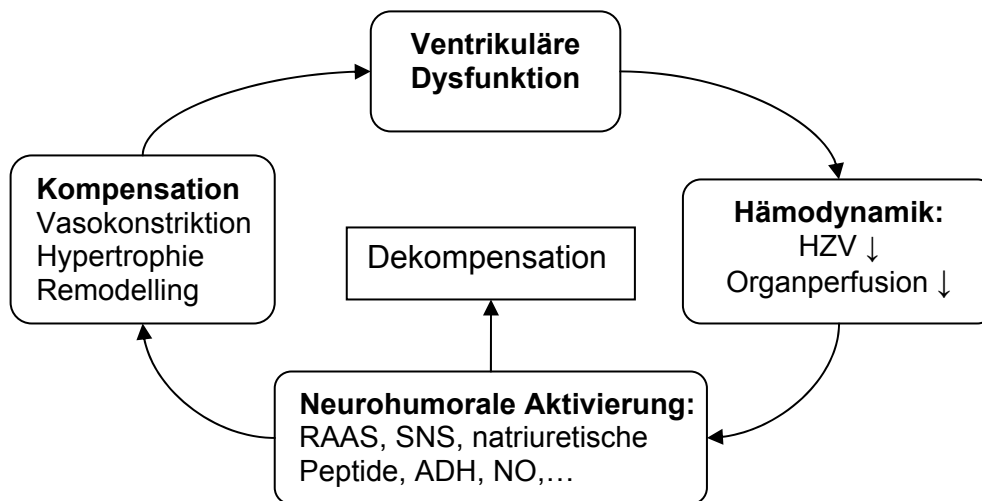 Ventrikuläre
Dysfunktion
Kompensation
Vasokonstriktion
Hypertrophie
Remodelling
Hämodynamik:
HZV ↓
Organperfusion ↓
Dekompensation
Neurohumorale Aktivierung:
RAAS, SNS, natriuretische
Peptide, ADH, NO,…